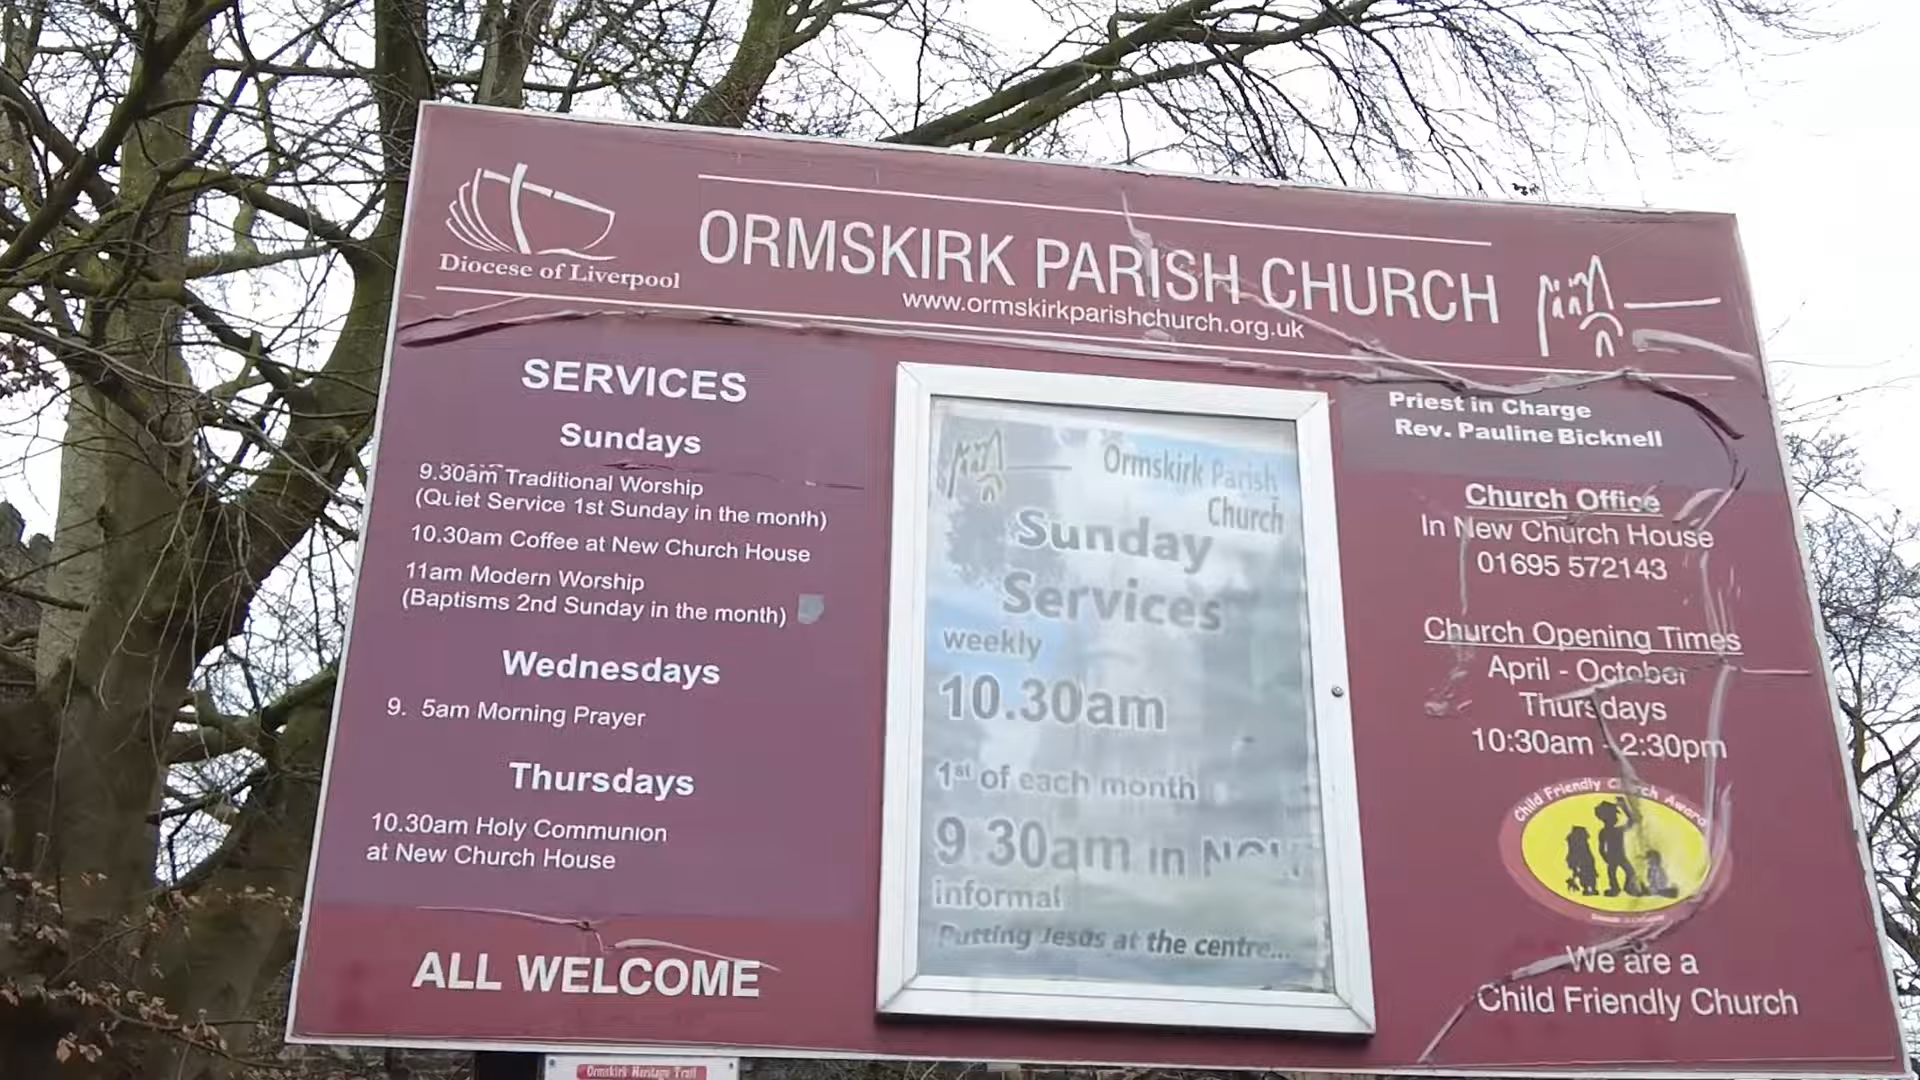 Diocese of Liverpool
ORMSKIRK PARISH CHURCH
www.ormskirkparishchurch.org.uk
SERVICES
Sundays
9.30am Traditional Worship
(Quiet Service 1st Sunday in the month)
10.30am Coffee at New Church House
11am Modern Worship
(Baptisms 2nd Sunday in the month)
Wednesdays
9. 5am Morning Prayer
Thursdays
10.30am Holy Communion
at New Church House
ALL WELCOME
Ormskirk Parish
Church
Sunday
Services
weekly
10.30am
1st of each month
9 30am in
informal
Putting Jesus at the centre...
Priest in Charge
Rev. Pauline Bicknell
Church Office
In New Church House
01695 572143
Church Opening Times
April - October
Thursdays
10:30am - 2:30pm
Child Friendly Church Award
We are a
Child Friendly Church
Ormskirk Heritage Trail